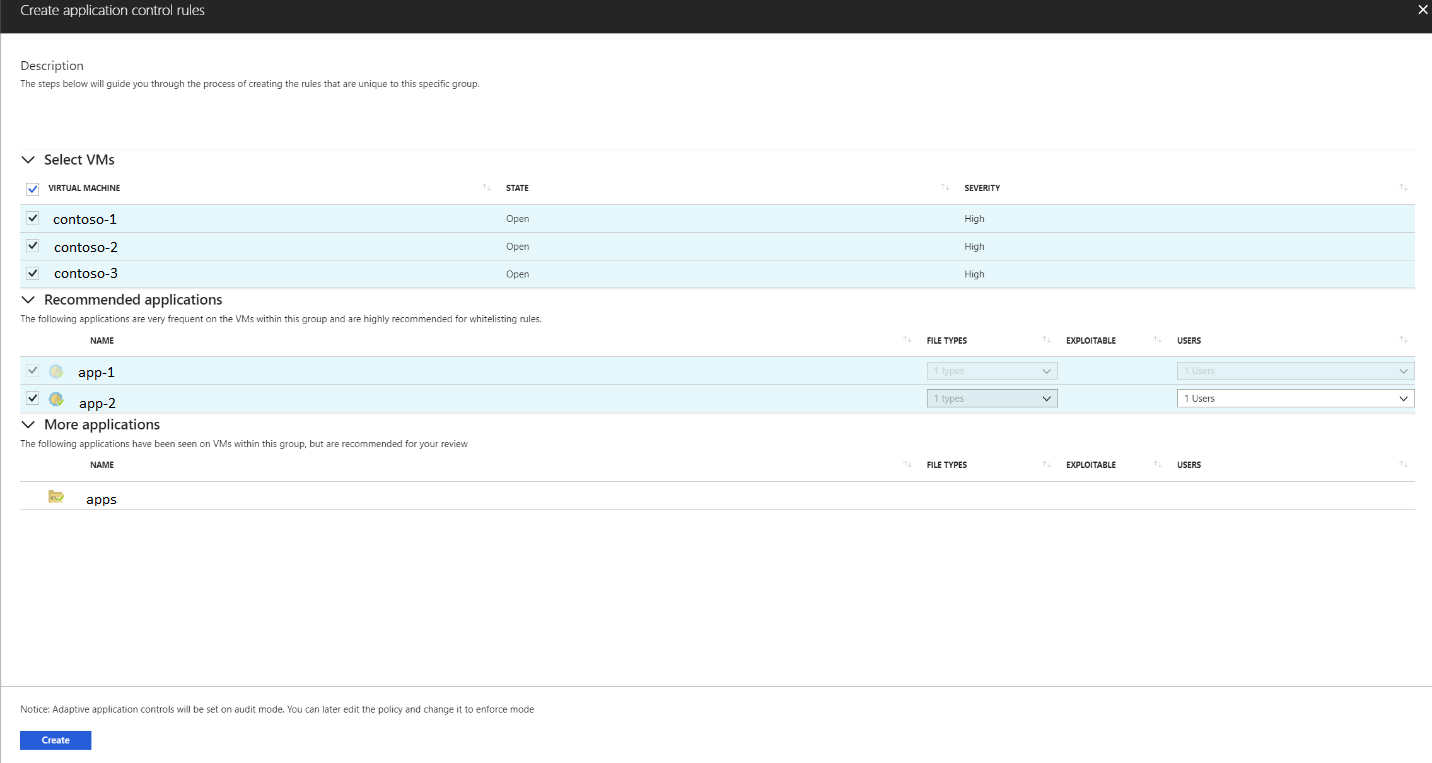 Create application control rules
Description
The steps below will guide you through the process of creating the rules that are unique to this specific group.
Select VMs
VIRTUAL MACHINE STATE SEVERITY
contoso-1 Open High
contoso-2 Open High
contoso-3 Open High
Recommended applications
The following applications are very frequent on the VMs within this group and are highly recommended for whitelisting rules.
NAME FILE TYPES EXPLOITABLE USERS
app-1 1 types 1 Users
app-2 1 types 1 Users
More applications
The following applications have been seen on VMs within this group, but are recommended for your review
NAME FILE TYPES EXPLOITABLE USERS
apps
Notice: Adaptive application controls will be set on audit mode. You can later edit the policy and change it to enforce mode
Create